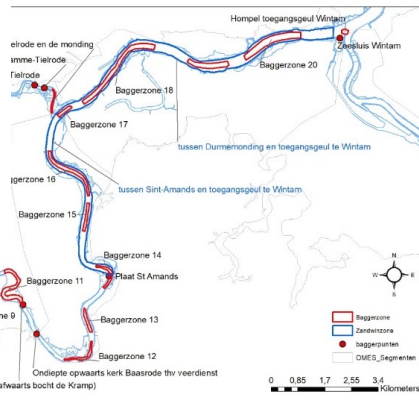 Hompel toegangsgeul Wintam
Zeesluis Wintam
elrode en de monding
amme-Tielrode
Tielrode
Baggerzone 20
Baggerzone 18
Baggerzone 17
tussen Durmemonding en toegangsgeul te Wintam
ggerzone 16
tussen Sint-Amands en toegangsgeul te Wintam
Baggerzone 15
Baggerzone 14
Plaat St Amands
Baggerzone 11
ne 9
Baggerzone 13
Baggerzone 12
Ondiepte opwaarts kerk Baasrode thv veerdienst
afwaarts bocht de Kramp)
N
W E
S
Baggerzone
Zandwinzone
baggerpunten
OMES_Segmenten
0 0,85 1,7 2,55 3,4
Kilometers